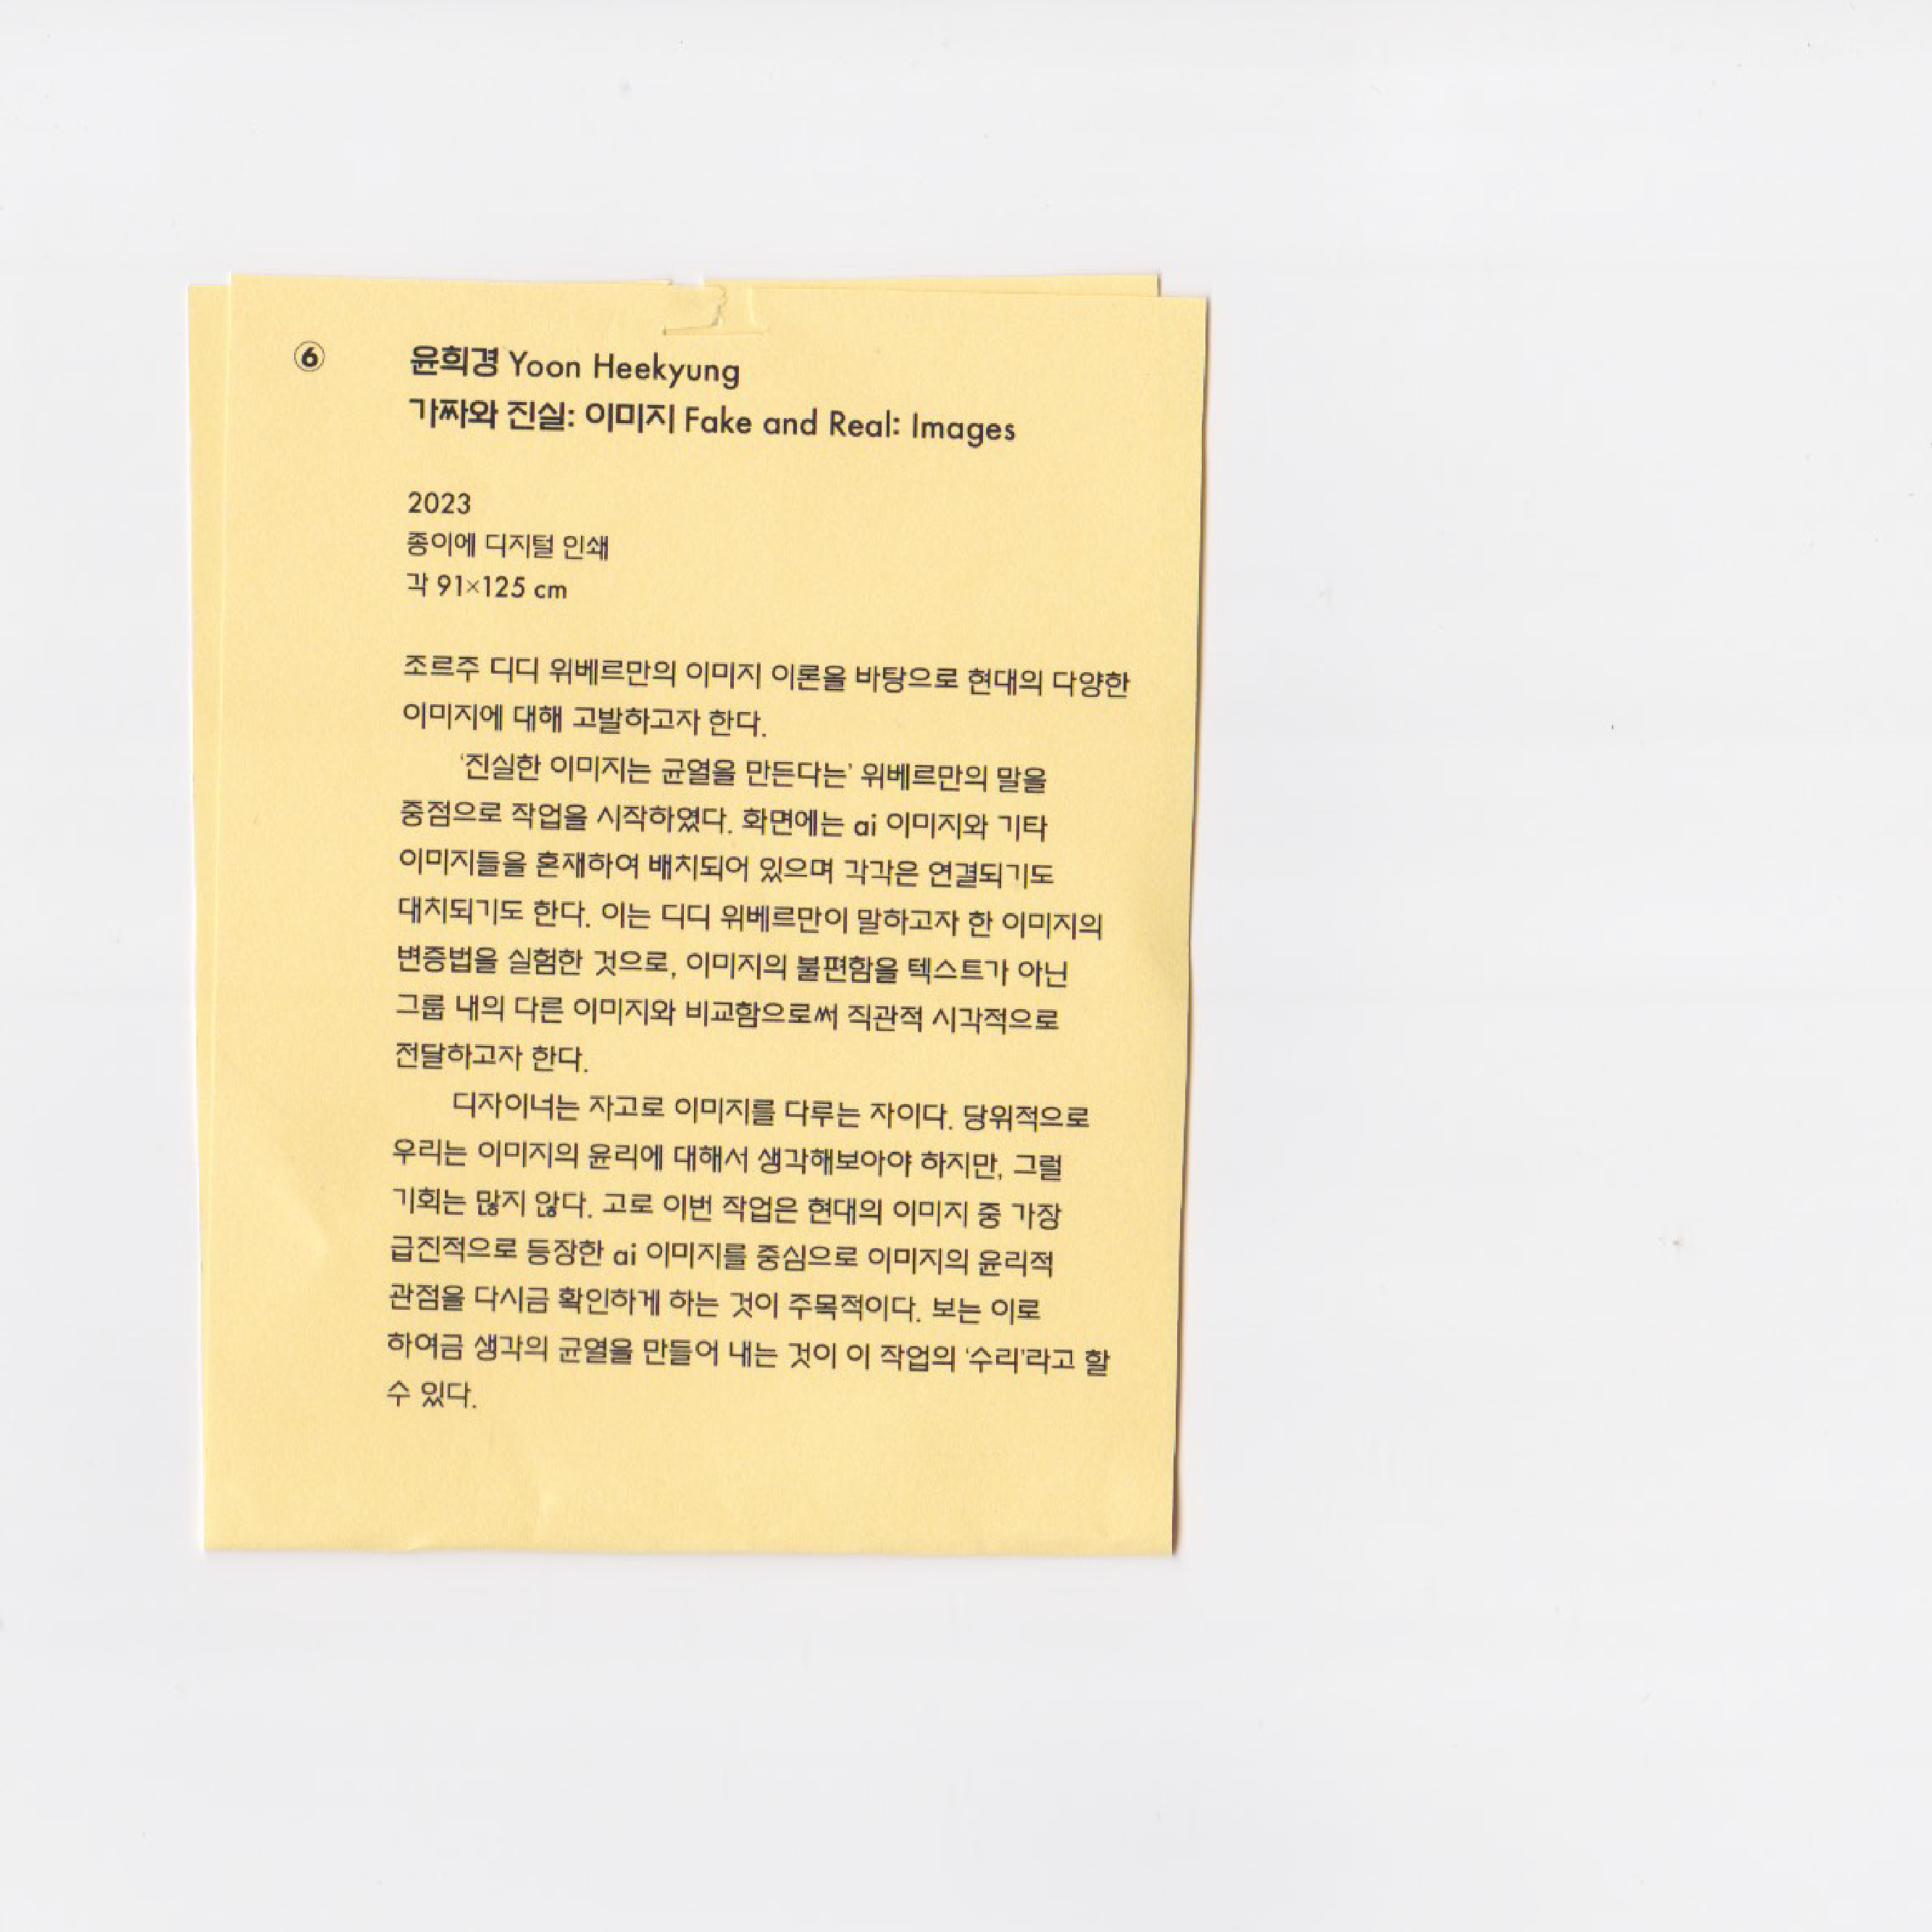 ⑥
윤희경 Yoon Heekyung
가짜와 진실: 이미지 Fake and Real: Images
2023
종이에 디지털 인쇄
각 91×125 cm
조르주 디디 위베르만의 이미지 이론을 바탕으로 현대의 다양한
이미지에 대해 고발하고자 한다.
‘진실한 이미지는 균열을 만든다는’ 위베르만의 말을
중점으로 작업을 시작하였다. 화면에는 ai 이미지와 기타
이미지들을 혼재하여 배치되어 있으며 각각은 연결되기도
대치되기도 한다. 이는 디디 위베르만이 말하고자 한 이미지의
변증법을 실험한 것으로, 이미지의 불편함을 텍스트가 아닌
그룹 내의 다른 이미지와 비교함으로써 직관적 시각적으로
전달하고자 한다.
디자이너는 자고로 이미지를 다루는 자이다. 당위적으로
우리는 이미지의 윤리에 대해서 생각해보아야 하지만, 그럴
기회는 많지 않다. 고로 이번 작업은 현대의 이미지 중 가장
급진적으로 등장한 ai 이미지를 중심으로 이미지의 윤리적
관점을 다시금 확인하게 하는 것이 주목적이다. 보는 이로
하여금 생각의 균열을 만들어 내는 것이 이 작업의 ‘수리’라고 할
수 있다.